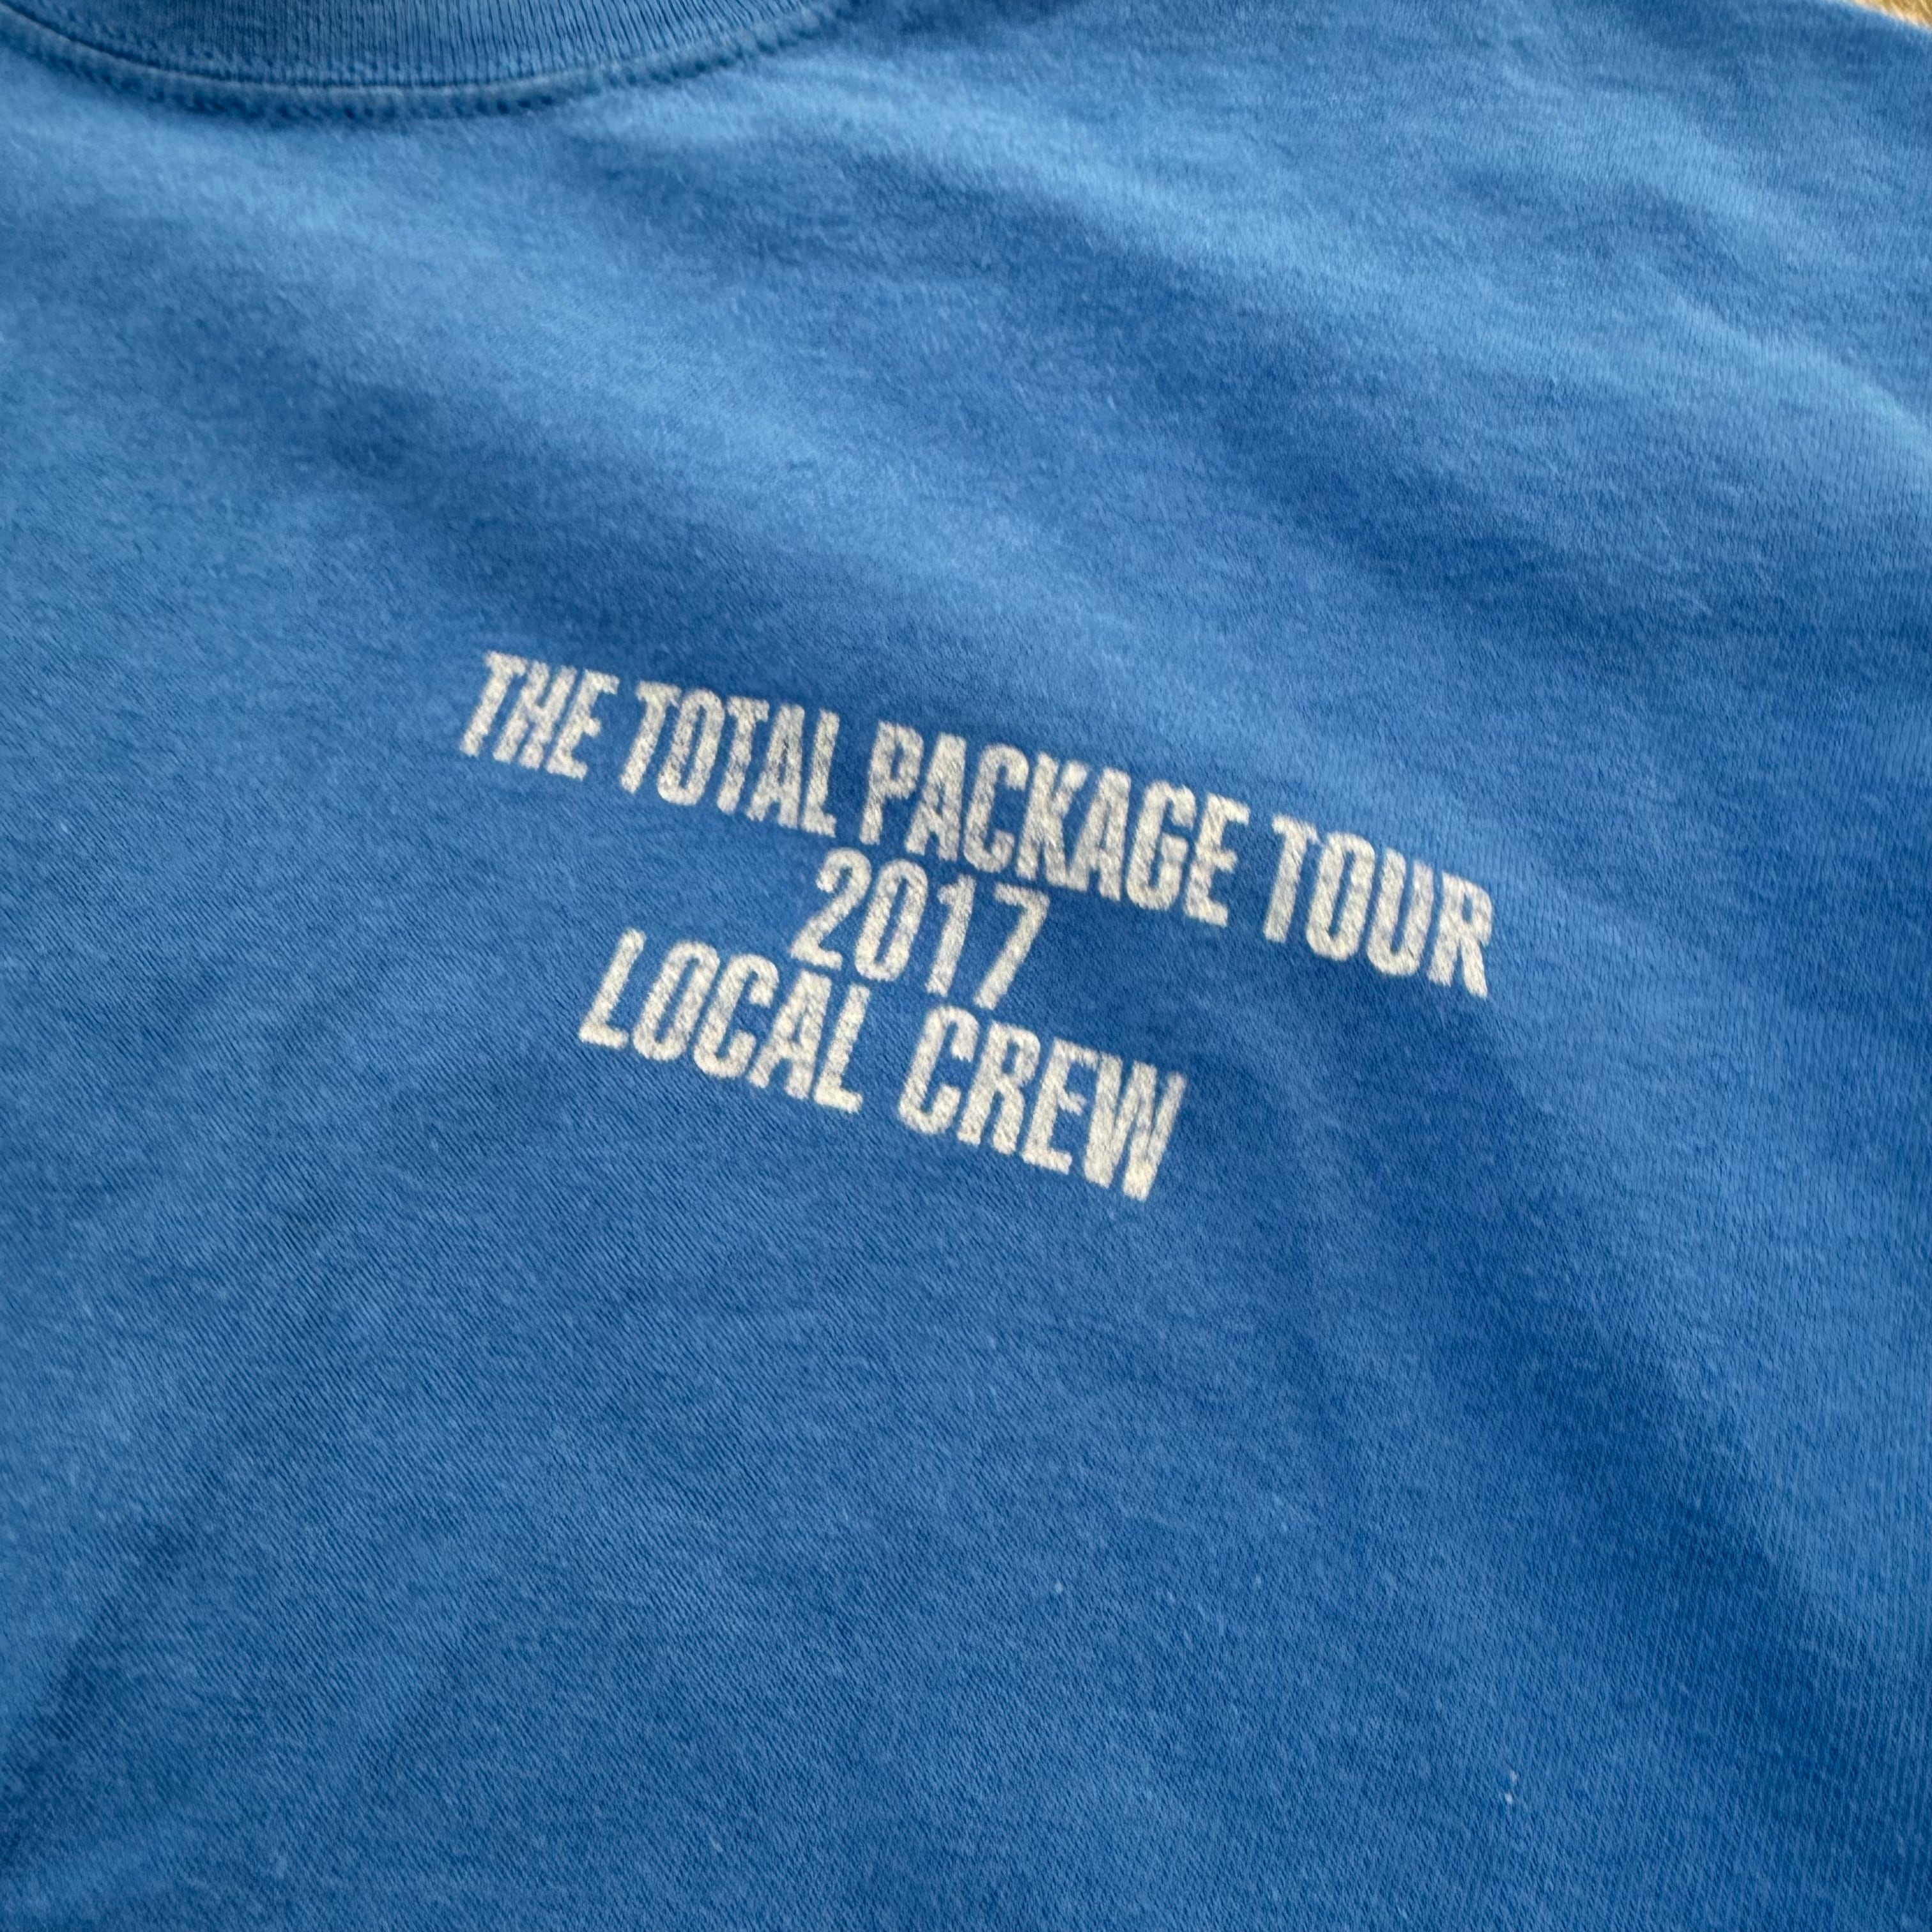 THE TOTAL PACKAGE TOUR
2017
LOCAL CREW